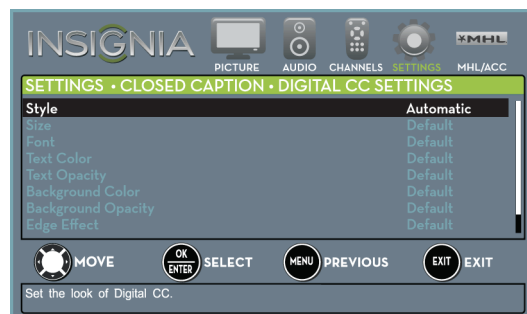 INSIGNIA
PICTURE AUDIO CHANNELS SETTINGS MHL MHL/ACC
SETTINGS • CLOSED CAPTION • DIGITAL CC SETTINGS
Style Automatic
Size Default
Font Default
Text Color Default
Text Opacity Default
Background Color Default
Background Opacity Default
Edge Effect Default
MOVE OK ENTER SELECT MENU PREVIOUS EXIT EXIT
Set the look of Digital CC.